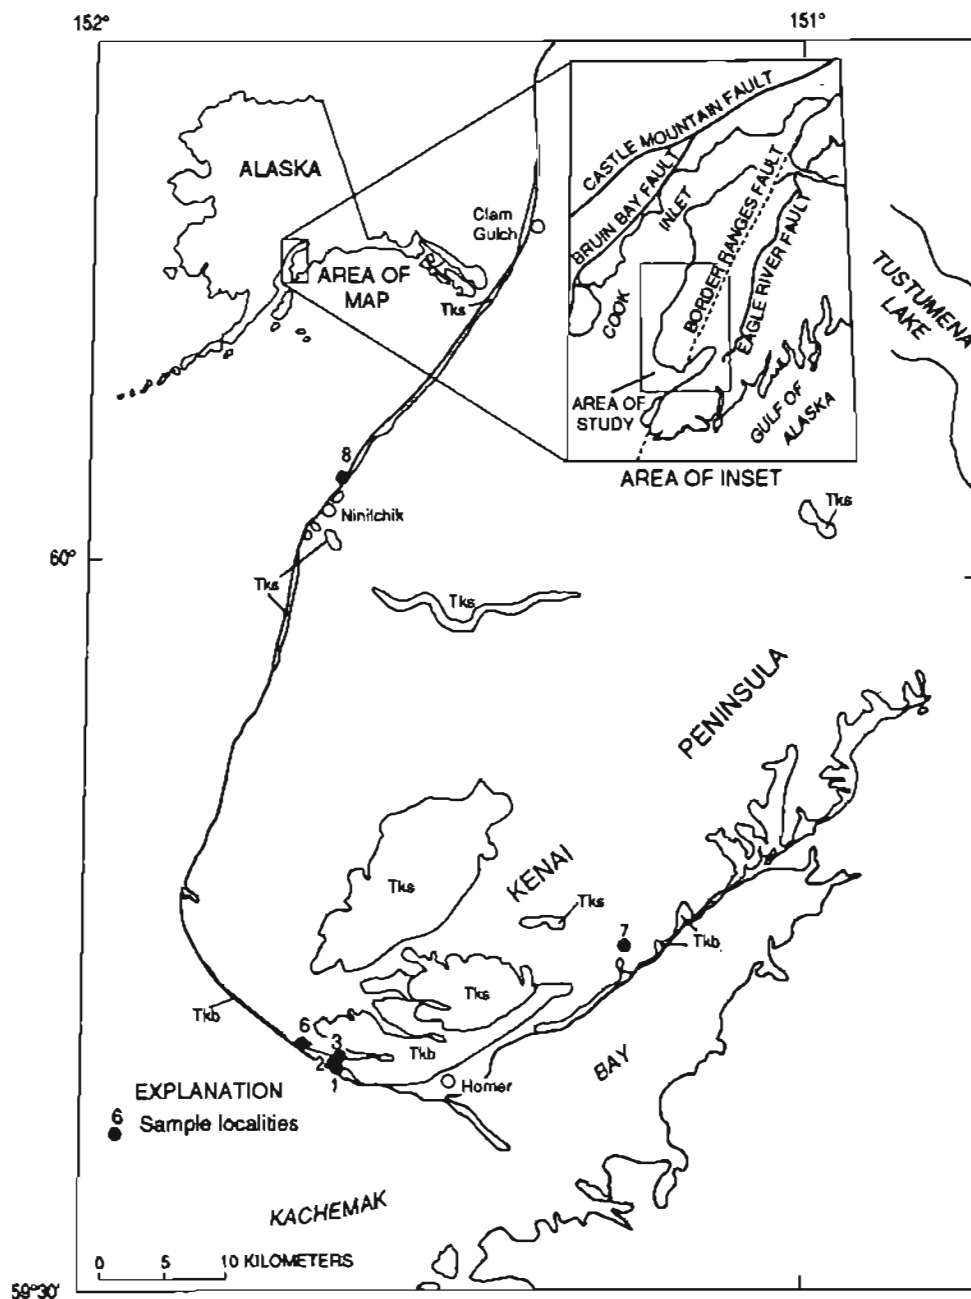 152°
151°
CASTLE MOUNTAIN FAULT
ALASKA
BRUIN BAY FAULT
INLET
BORDER RANGES FAULT
Clam
Gulch
EAGLE RIVER FAULT
AREA OF
MAP
Tks
COOK
TUSTUMENA
LAKE
AREA OF
STUDY
GULF OF
ALASKA
8
AREA OF INSET
Ninilchik
Tks
60°
Tks
Tks
PENINSULA
Tks
KENAI
Tks
7
Tkb
Tks
Tkb
6
3
Tkb
2
1
Homer
BAY
EXPLANATION
6
Sample localities
KACHEMAK
0 5 10 KILOMETERS
59°30'